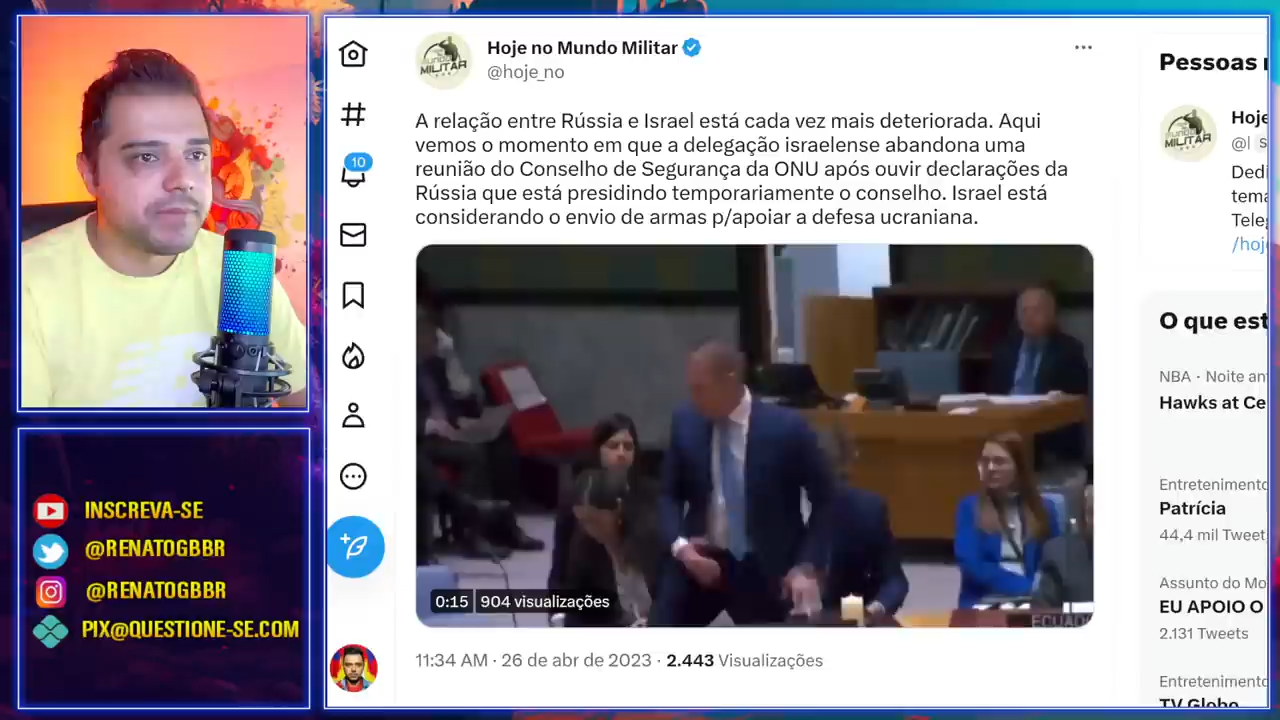 INSCREVA-SE
@RENATOGBBR
@RENATOGBBR
PIX@QUESTIONE-SE.COM
10
MUNDO
MILITAR
Hoje no Mundo Militar
@hoje_no
A relação entre Rússia e Israel está cada vez mais deteriorada. Aqui
vemos o momento em que a delegação israelense abandona uma
reunião do Conselho de Segurança da ONU após ouvir declarações da
Rússia que está presidindo temporariamente o conselho. Israel está
considerando o envio de armas p/apoiar a defesa ucraniana.
ECUADO
0:15 904 visualizações
11:34 AM · 26 de abr de 2023 · 2.443 Visualizações
Pessoas
MUNDO
MILITAR
Hoje
@l s
Dedi
tema
Teleg
/hoje
O que est
NBA · Noite an
Hawks at Ce
Entretenimento
Patrícia
44,4 mil Tweet
Assunto do Mo
EU APOIO O
2.131 Tweets
Entretenimento
TV Globo